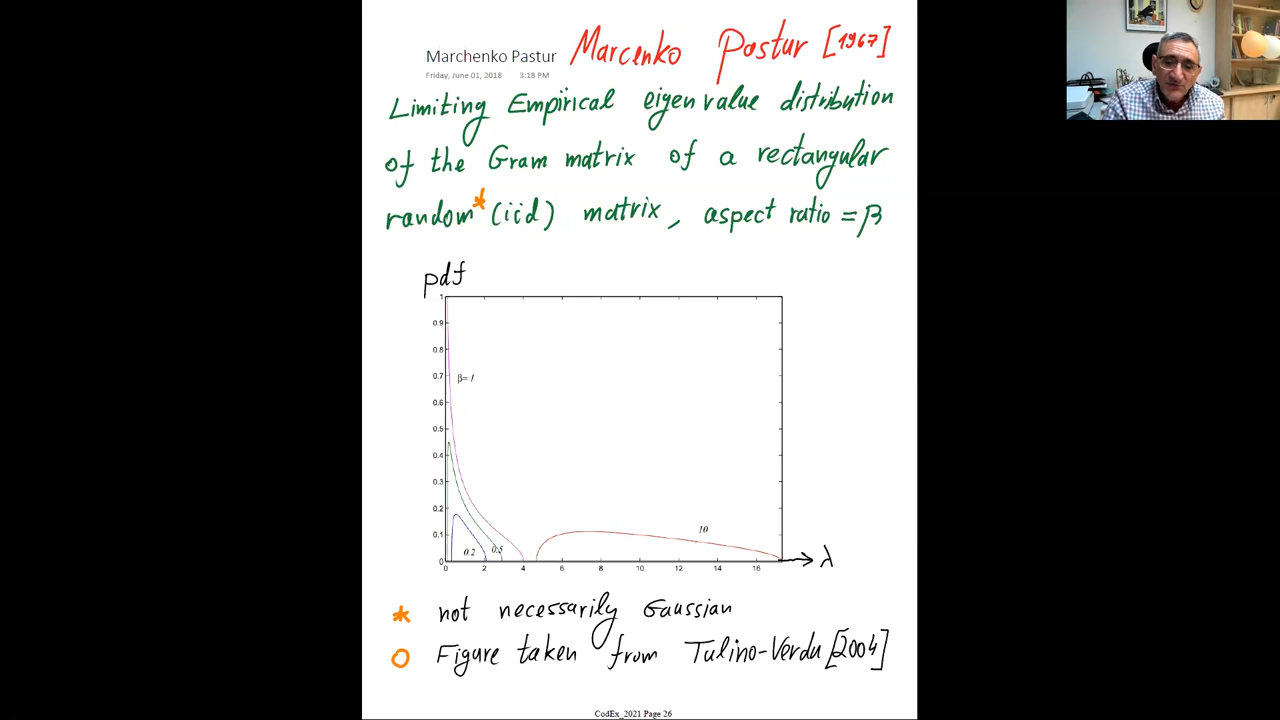 Marchenko Pastur
Marcenko Pastur [1967]
Friday, June 01, 2018 3:18 PM
Limiting Empirical eigenvalue distribution
of the Gram matrix of a rectangular
random* (iid) matrix, aspect ratio = β
pdf
1
0.9
0.8
0.7
β= 1
0.6
0.5
0.4
0.3
0.2
0.1
10
0.2
0.5
0
λ
0 2 4 6 8 10 12 14 16
* not necessarily Gaussian
Figure taken from Tulino-Verdu [2004]
CodEx_2021 Page 26